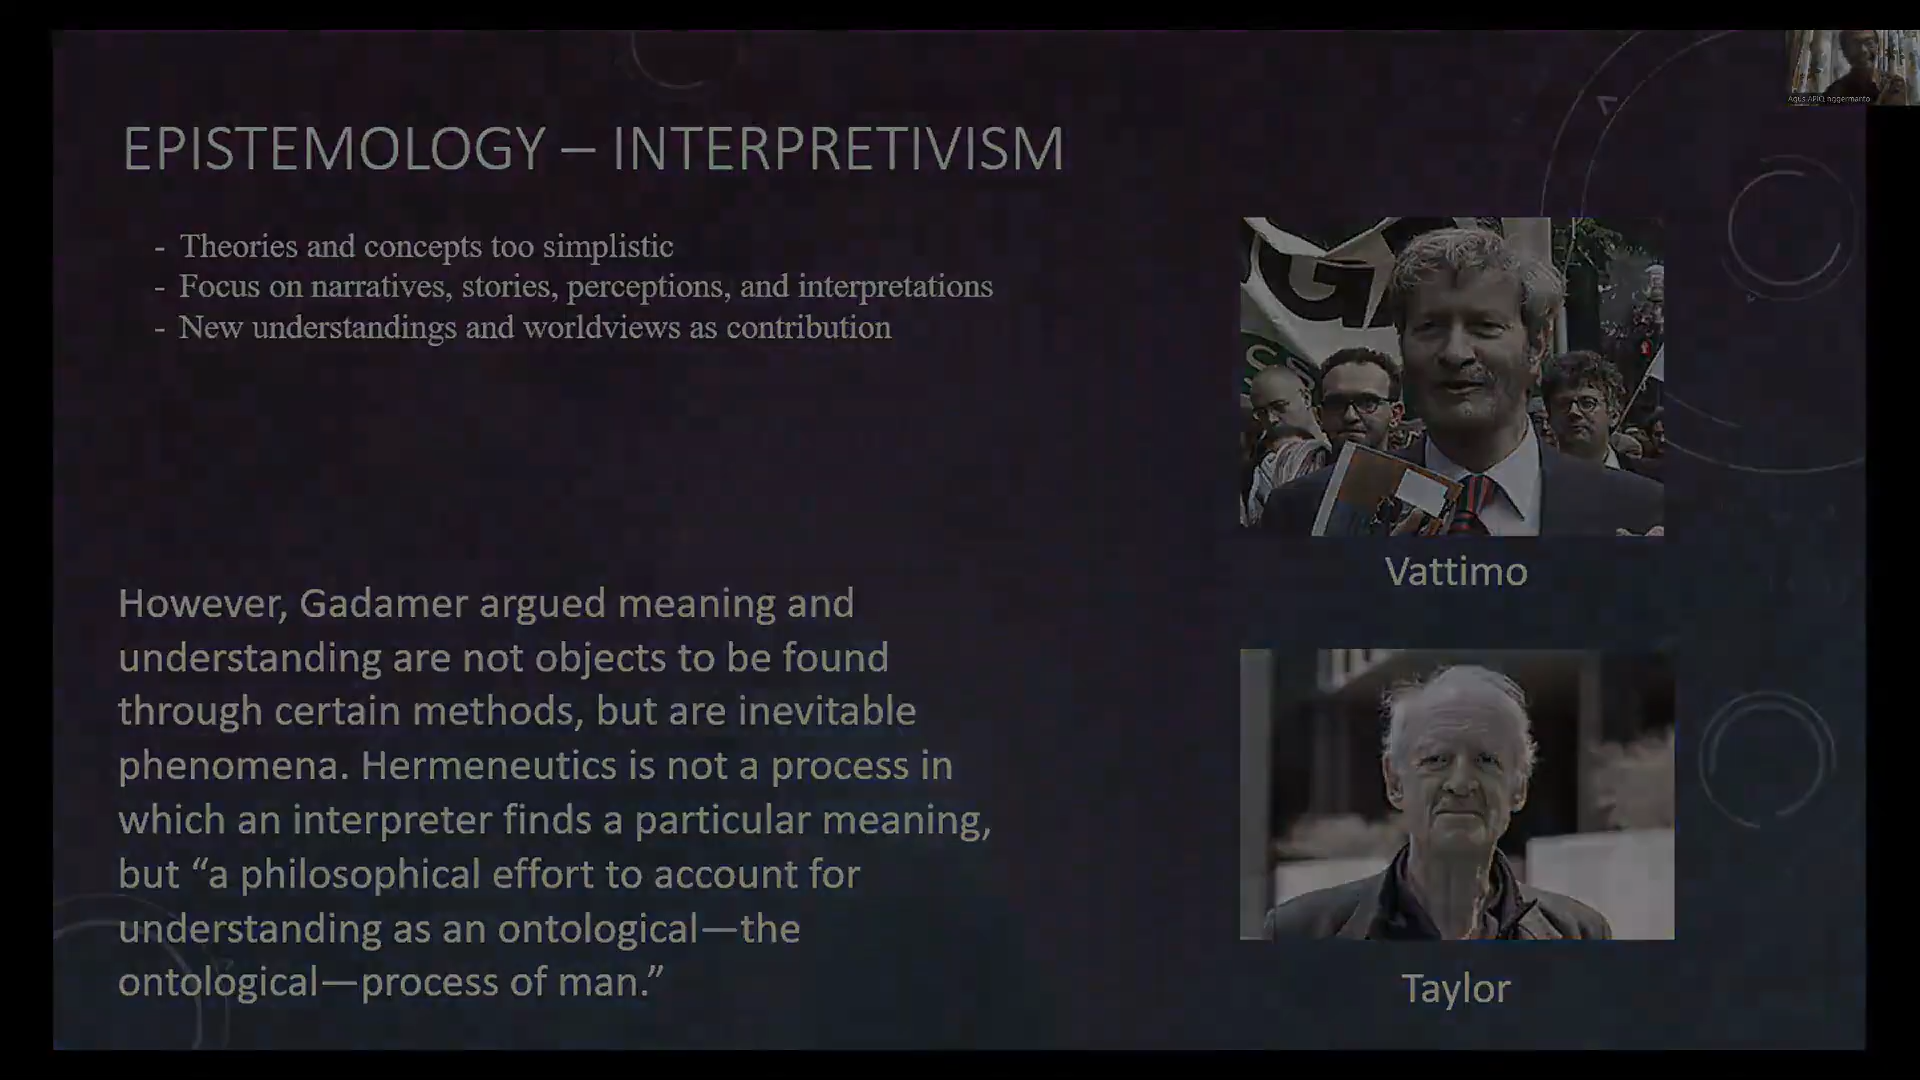 EPISTEMOLOGY – INTERPRETIVISM
- Theories and concepts too simplistic
- Focus on narratives, stories, perceptions, and interpretations
- New understandings and worldviews as contribution
However, Gadamer argued meaning and
understanding are not objects to be found
through certain methods, but are inevitable
phenomena. Hermeneutics is not a process in
which an interpreter finds a particular meaning,
but “a philosophical effort to account for
understanding as an ontological—the
ontological—process of man.”
Vattimo
Taylor
Agus APIQ nggermanto